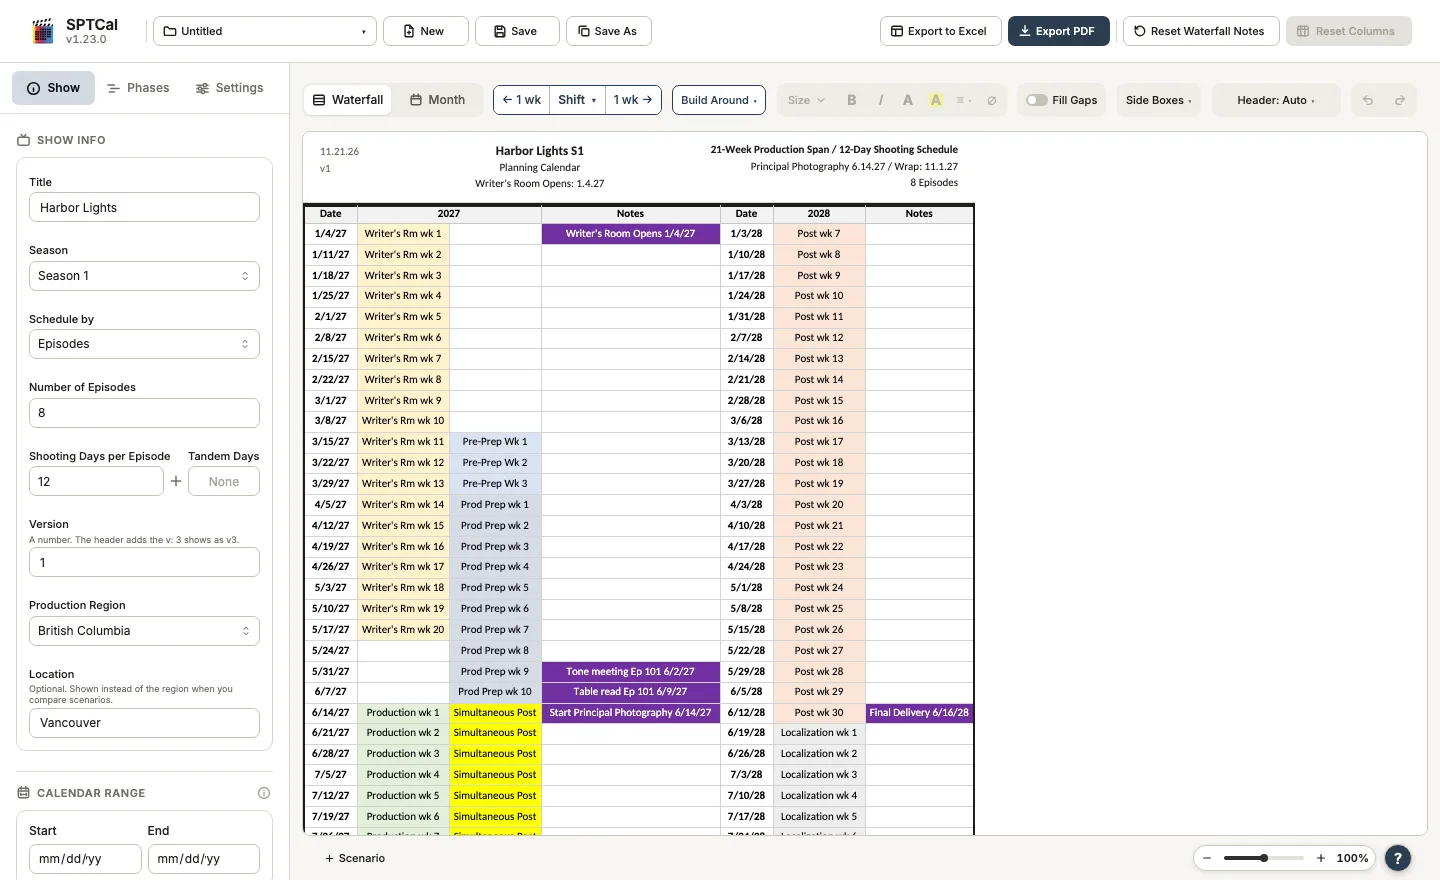 SPTCal
v1.23.0
Untitled
New
Save
Save As
Export to Excel
Export PDF
Reset Waterfall Notes
Reset Columns
Show
Phases
Settings
SHOW INFO
Title
Harbor Lights
Season
Season 1
Schedule by
Episodes
Number of Episodes
8
Shooting Days per Episode
Tandem Days
12
+
None
Version
A number. The header adds the v: 3 shows as v3.
1
Production Region
British Columbia
Location
Optional. Shown instead of the region when you
compare scenarios.
Vancouver
CALENDAR RANGE
Start
End
mm/dd/yy
mm/dd/yy
Waterfall
Month
← 1 wk
Shift
1 wk →
Build Around
Size
B
I
A
A
Fill Gaps
Side Boxes
Header: Auto
11.21.26
v1
Harbor Lights S1
Planning Calendar
Writer's Room Opens: 1.4.27
21-Week Production Span / 12-Day Shooting Schedule
Principal Photography 6.14.27 / Wrap: 11.1.27
8 Episodes
Date 2027 Notes Date 2028 Notes
1/4/27 Writer's Rm wk 1 Writer's Room Opens 1/4/27 1/3/28 Post wk 7
1/11/27 Writer's Rm wk 2 1/10/28 Post wk 8
1/18/27 Writer's Rm wk 3 1/17/28 Post wk 9
1/25/27 Writer's Rm wk 4 1/24/28 Post wk 10
2/1/27 Writer's Rm wk 5 1/31/28 Post wk 11
2/8/27 Writer's Rm wk 6 2/7/28 Post wk 12
2/15/27 Writer's Rm wk 7 2/14/28 Post wk 13
2/22/27 Writer's Rm wk 8 2/21/28 Post wk 14
3/1/27 Writer's Rm wk 9 2/28/28 Post wk 15
3/8/27 Writer's Rm wk 10 3/6/28 Post wk 16
3/15/27 Writer's Rm wk 11 Pre-Prep Wk 1 3/13/28 Post wk 17
3/22/27 Writer's Rm wk 12 Pre-Prep Wk 2 3/20/28 Post wk 18
3/29/27 Writer's Rm wk 13 Pre-Prep Wk 3 3/27/28 Post wk 19
4/5/27 Writer's Rm wk 14 Prod Prep wk 1 4/3/28 Post wk 20
4/12/27 Writer's Rm wk 15 Prod Prep wk 2 4/10/28 Post wk 21
4/19/27 Writer's Rm wk 16 Prod Prep wk 3 4/17/28 Post wk 22
4/26/27 Writer's Rm wk 17 Prod Prep wk 4 4/24/28 Post wk 23
5/3/27 Writer's Rm wk 18 Prod Prep wk 5 5/1/28 Post wk 24
5/10/27 Writer's Rm wk 19 Prod Prep wk 6 5/8/28 Post wk 25
5/17/27 Writer's Rm wk 20 Prod Prep wk 7 5/15/28 Post wk 26
5/24/27 Prod Prep wk 8 5/22/28 Post wk 27
5/31/27 Prod Prep wk 9 Tone meeting Ep 101 6/2/27 5/29/28 Post wk 28
6/7/27 Prod Prep wk 10 Table read Ep 101 6/9/27 6/5/28 Post wk 29
6/14/27 Production wk 1 Simultaneous Post Start Principal Photography 6/14/27 6/12/28 Post wk 30 Final Delivery 6/16/28
6/21/27 Production wk 2 Simultaneous Post 6/19/28 Localization wk 1
6/28/27 Production wk 3 Simultaneous Post 6/26/28 Localization wk 2
7/5/27 Production wk 4 Simultaneous Post 7/3/28 Localization wk 3
7/12/27 Production wk 5 Simultaneous Post 7/10/28 Localization wk 4
7/19/27 Production wk 6 Simultaneous Post 7/17/28 Localization wk 5
+ Scenario
− + 100%
?